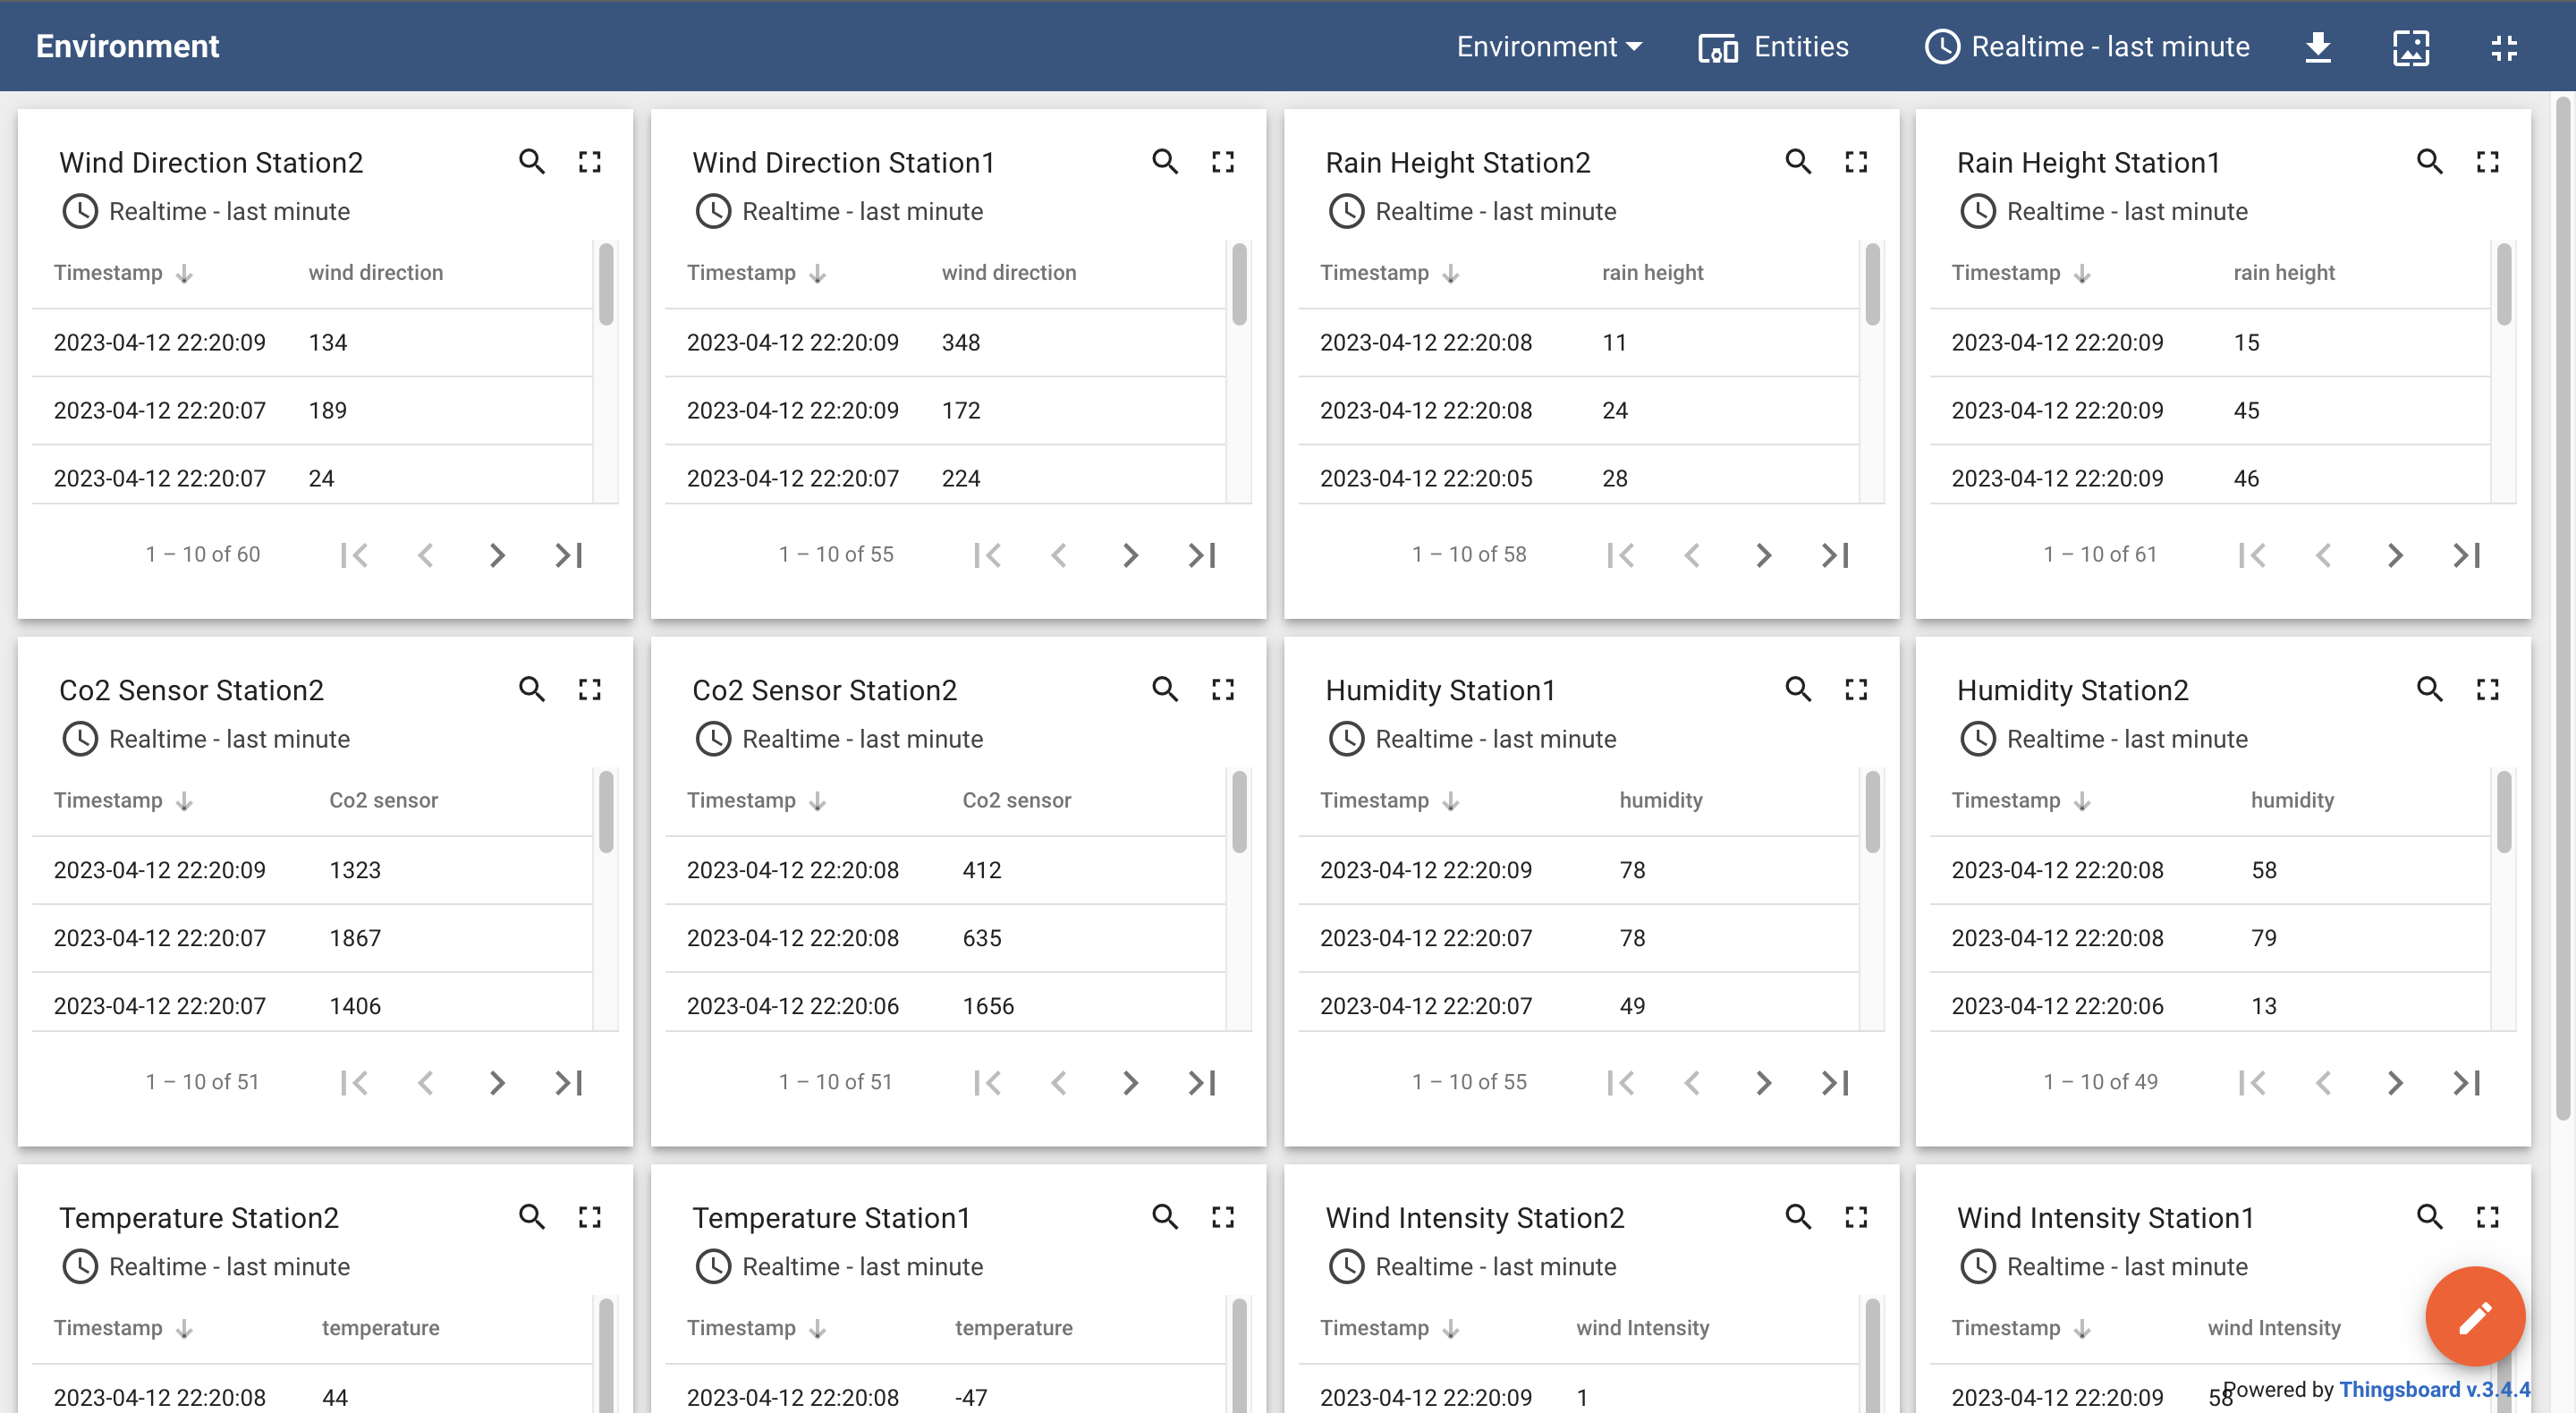 Environment
Environment
Entities
Realtime - last minute
Wind Direction Station2
Realtime - last minute
Timestamp wind direction
2023-04-12 22:20:09 134
2023-04-12 22:20:07 189
2023-04-12 22:20:07 24
1 – 10 of 60
Wind Direction Station1
Realtime - last minute
Timestamp wind direction
2023-04-12 22:20:09 348
2023-04-12 22:20:09 172
2023-04-12 22:20:07 224
1 – 10 of 55
Rain Height Station2
Realtime - last minute
Timestamp rain height
2023-04-12 22:20:08 11
2023-04-12 22:20:08 24
2023-04-12 22:20:05 28
1 – 10 of 58
Rain Height Station1
Realtime - last minute
Timestamp rain height
2023-04-12 22:20:09 15
2023-04-12 22:20:09 45
2023-04-12 22:20:09 46
1 – 10 of 61
Co2 Sensor Station2
Realtime - last minute
Timestamp Co2 sensor
2023-04-12 22:20:09 1323
2023-04-12 22:20:07 1867
2023-04-12 22:20:07 1406
1 – 10 of 51
Co2 Sensor Station2
Realtime - last minute
Timestamp Co2 sensor
2023-04-12 22:20:08 412
2023-04-12 22:20:08 635
2023-04-12 22:20:06 1656
1 – 10 of 51
Humidity Station1
Realtime - last minute
Timestamp humidity
2023-04-12 22:20:09 78
2023-04-12 22:20:07 78
2023-04-12 22:20:07 49
1 – 10 of 55
Humidity Station2
Realtime - last minute
Timestamp humidity
2023-04-12 22:20:08 58
2023-04-12 22:20:08 79
2023-04-12 22:20:06 13
1 – 10 of 49
Temperature Station2
Realtime - last minute
Timestamp temperature
2023-04-12 22:20:08 44
Temperature Station1
Realtime - last minute
Timestamp temperature
2023-04-12 22:20:08 -47
Wind Intensity Station2
Realtime - last minute
Timestamp wind Intensity
2023-04-12 22:20:09 1
Wind Intensity Station1
Realtime - last minute
Timestamp wind Intensity
2023-04-12 22:20:09 58
Powered by Thingsboard v.3.4.4